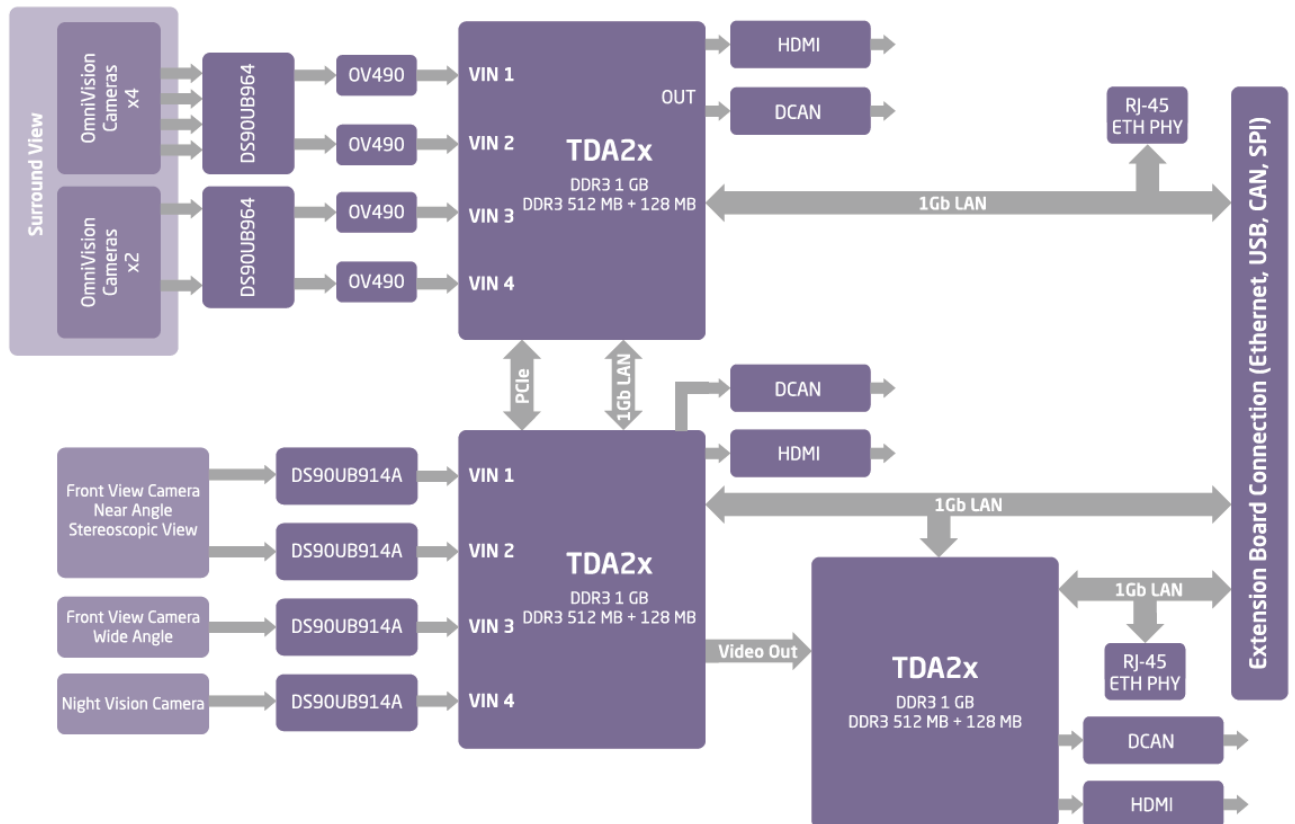 Surround View
OmniVision
Cameras
x4
DS90UB964
OV490
OV490
VIN 1
VIN 2
OmniVision
Cameras
x2
DS90UB964
OV490
OV490
VIN 3
VIN 4
OUT
TDA2x
DDR3 1 GB
DDR3 512 MB + 128 MB
HDMI
DCAN
1Gb LAN
RJ-45
ETH PHY
Extension Board Connection (Ethernet, USB, CAN, SPI)
PCIe
1Gb LAN
DCAN
HDMI
Front View Camera
Near Angle
Stereoscopic View
DS90UB914A
VIN 1
DS90UB914A
VIN 2
Front View Camera
Wide Angle
DS90UB914A
VIN 3
Night Vision Camera
DS90UB914A
VIN 4
TDA2x
DDR3 1 GB
DDR3 512 MB + 128 MB
1Gb LAN
Video Out
TDA2x
DDR3 1 GB
DDR3 512 MB + 128 MB
1Gb LAN
RJ-45
ETH PHY
DCAN
HDMI